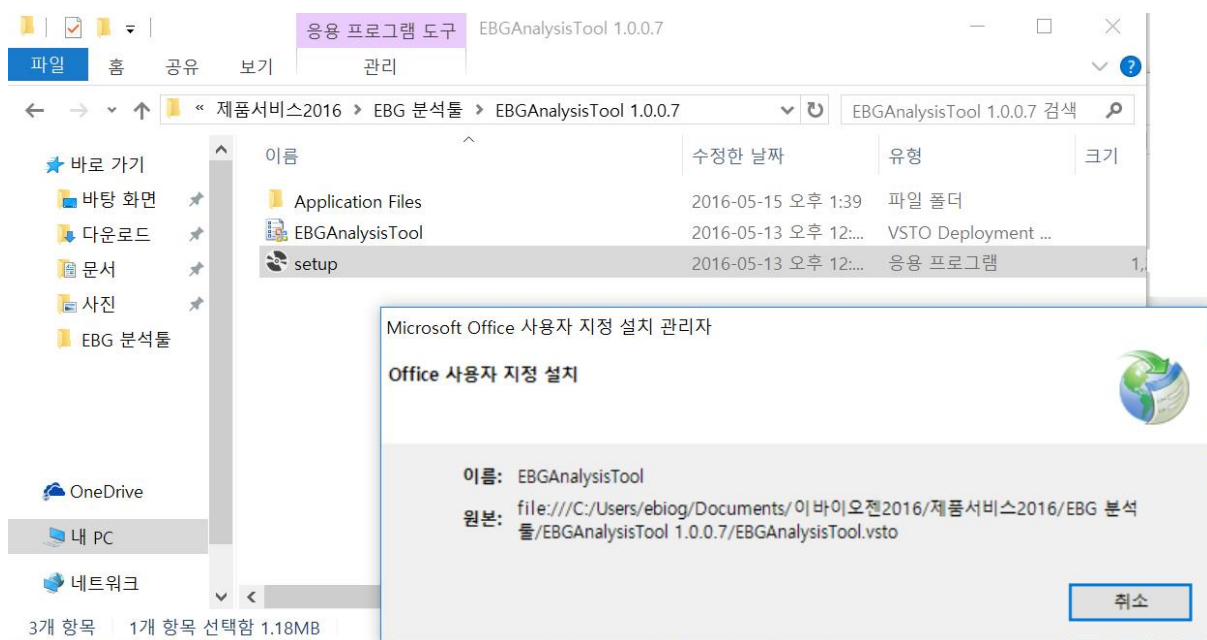 응용 프로그램 도구 EBGAnalysisTool 1.0.0.7
파일 홈 공유 보기 관리
« 제품서비스2016 > EBG 분석툴 > EBGAnalysisTool 1.0.0.7 EBGAnalysisTool 1.0.0.7 검색
이름 수정한 날짜 유형 크기
바로 가기
바탕 화면
다운로드
문서
사진
EBG 분석툴
OneDrive
내 PC
네트워크
Application Files 2016-05-15 오후 1:39 파일 폴더
EBGAnalysisTool 2016-05-13 오후 12:... VSTO Deployment ...
setup 2016-05-13 오후 12:... 응용 프로그램 1,
Microsoft Office 사용자 지정 설치 관리자
Office 사용자 지정 설치
이름: EBGAnalysisTool
원본: file:///C:/Users/ebiog/Documents/이바이오젠2016/제품서비스2016/EBG 분석
툴/EBGAnalysisTool 1.0.0.7/EBGAnalysisTool.vsto
취소
3개 항목 1개 항목 선택함 1.18MB